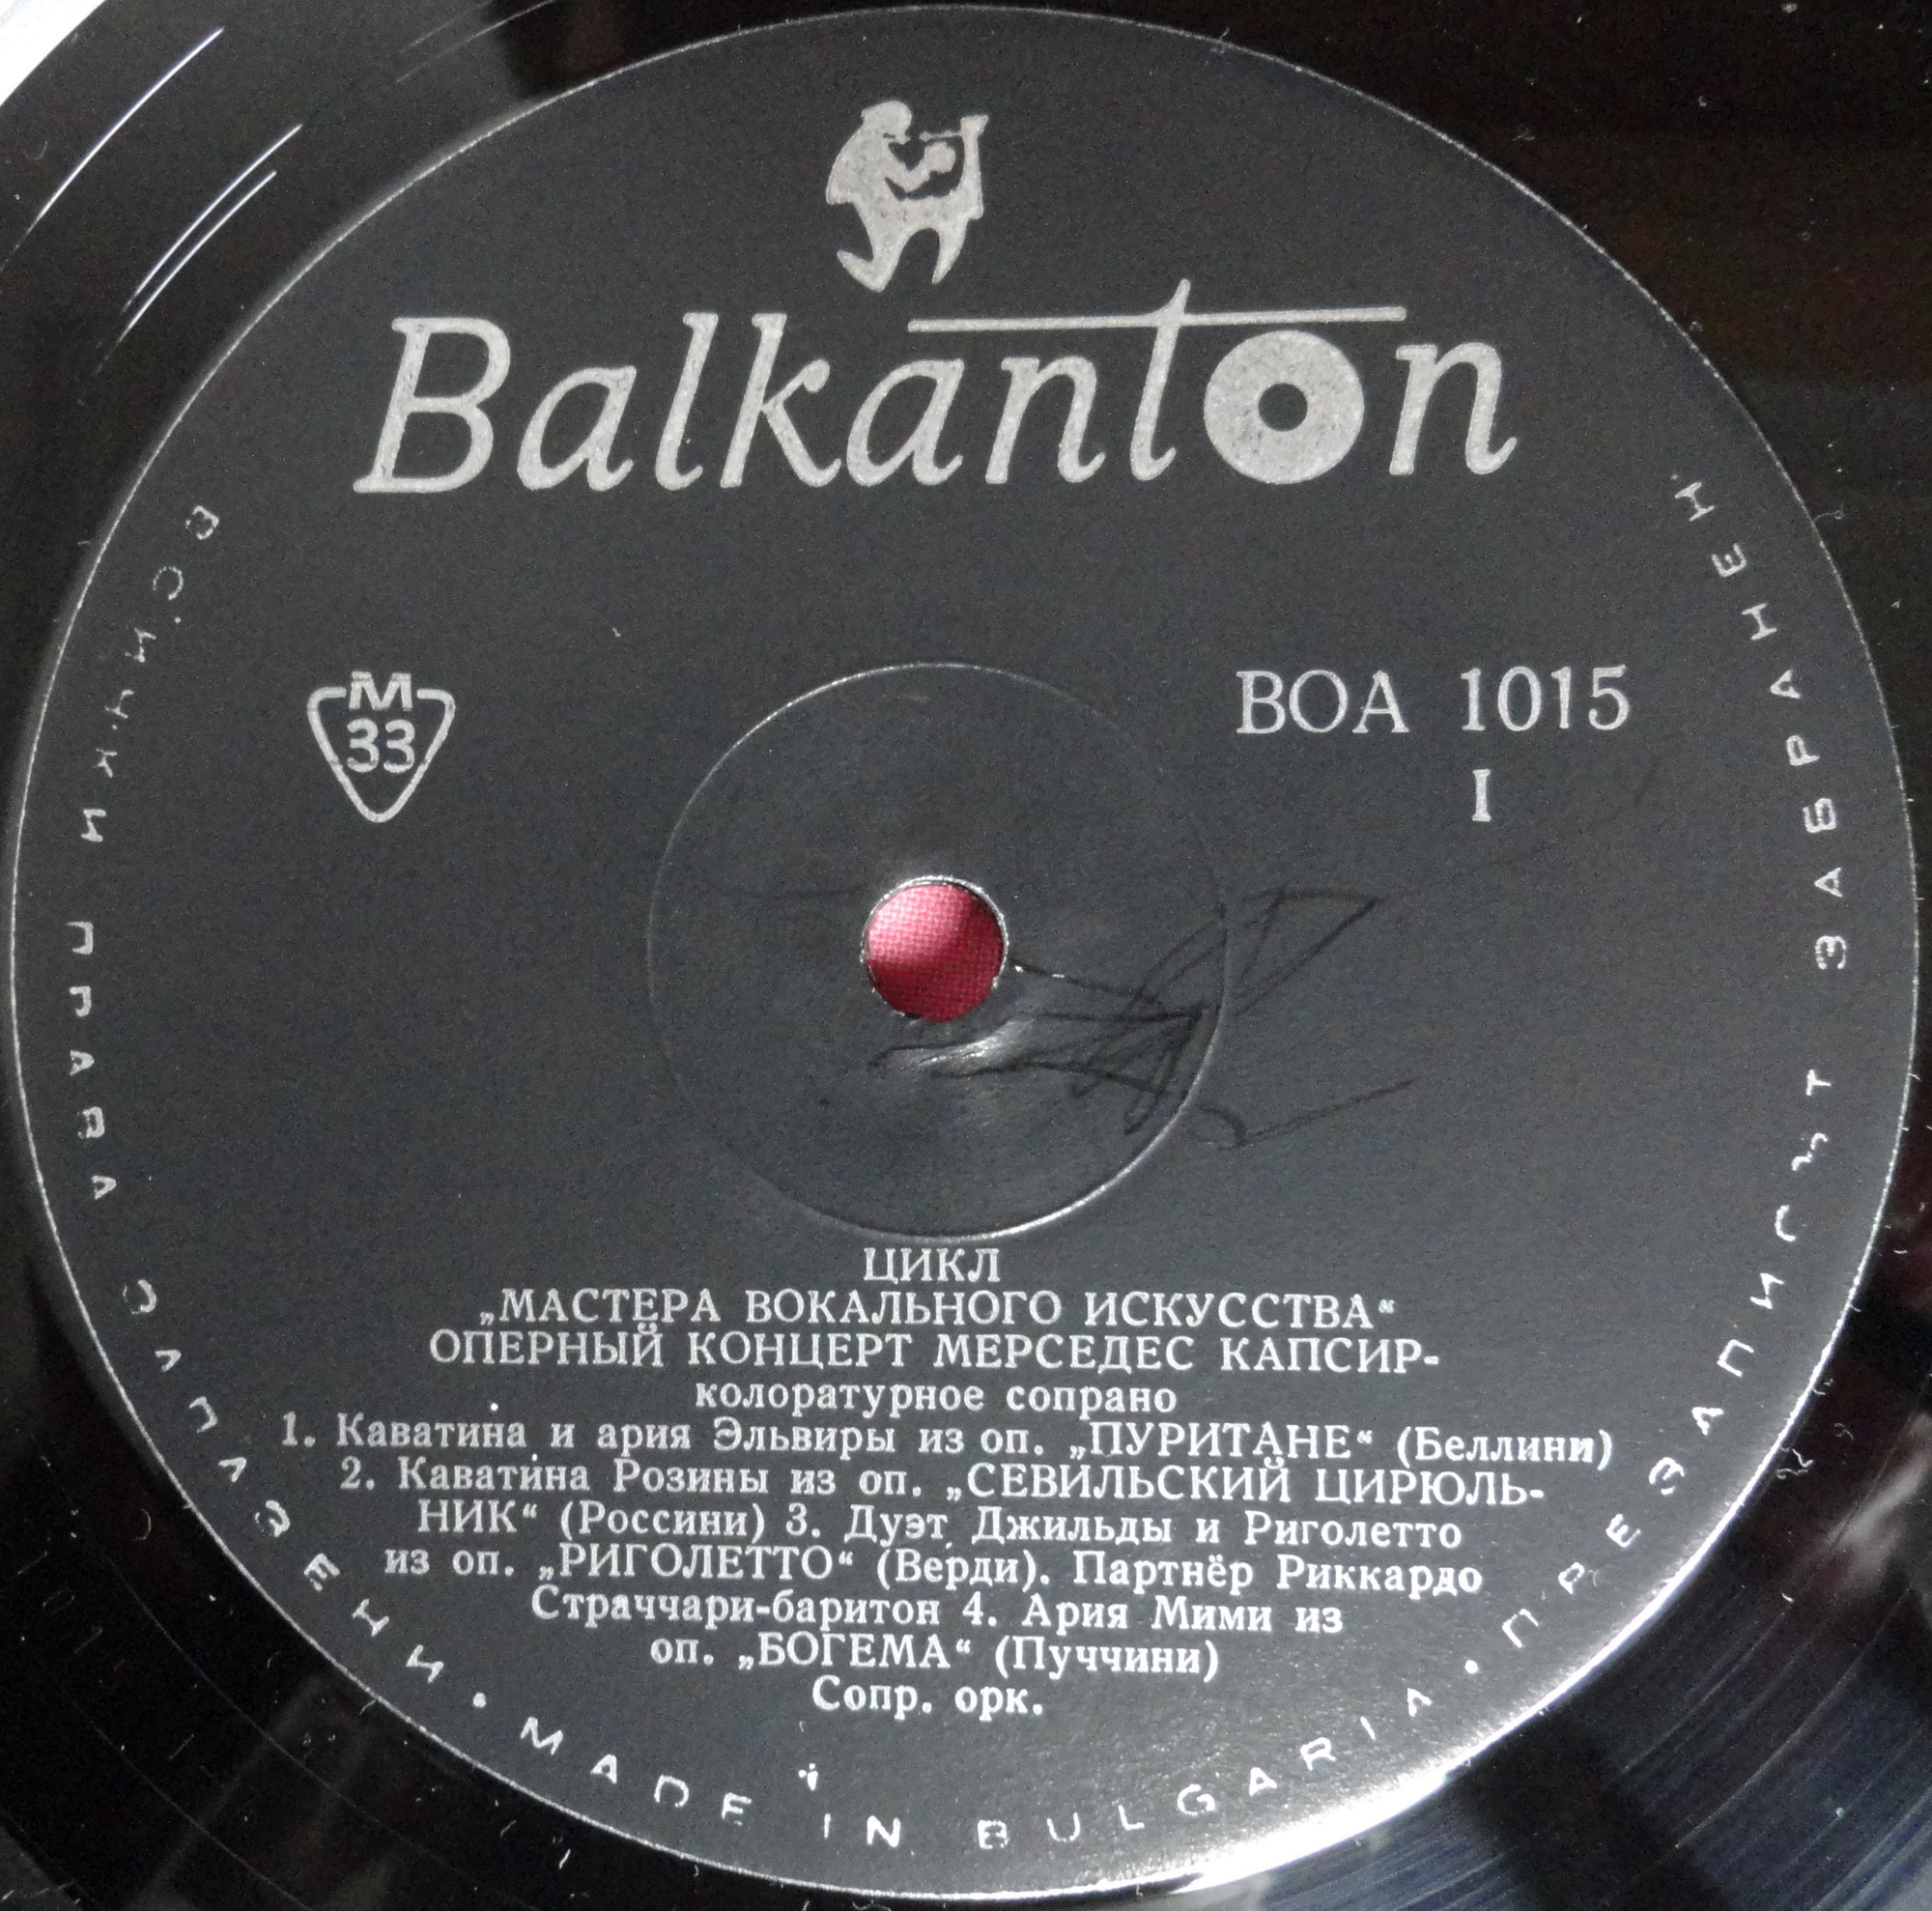 Balkanton
M
33
ВОА 1015
I
ЦИКЛ
„МАСТЕРА ВОКАЛЬНОГО ИСКУССТВА“
ОПЕРНЫЙ КОНЦЕРТ МЕРСЕДЕС КАПСИР-
колоратурное сопрано
1. Каватина и ария Эльвиры из оп. „ПУРИТАНЕ“ (Беллини)
2. Каватина Розины из оп. „СЕВИЛЬСКИЙ ЦИРЮЛЬ-
НИК“ (Россини) 3. Дуэт Джильды и Риголетто
из оп. „РИГОЛЕТТО“ (Верди). Партнёр Риккардо
Страччари-баритон 4. Ария Мими из
оп. „БОГЕМА“ (Пуччини)
Сопр. орк.
ВСИЧКИ ПРАВА ЗАПАЗЕНИ • MADE IN BULGARIA • ПРЕЗАПИСЪТ ЗАБРАНЕН